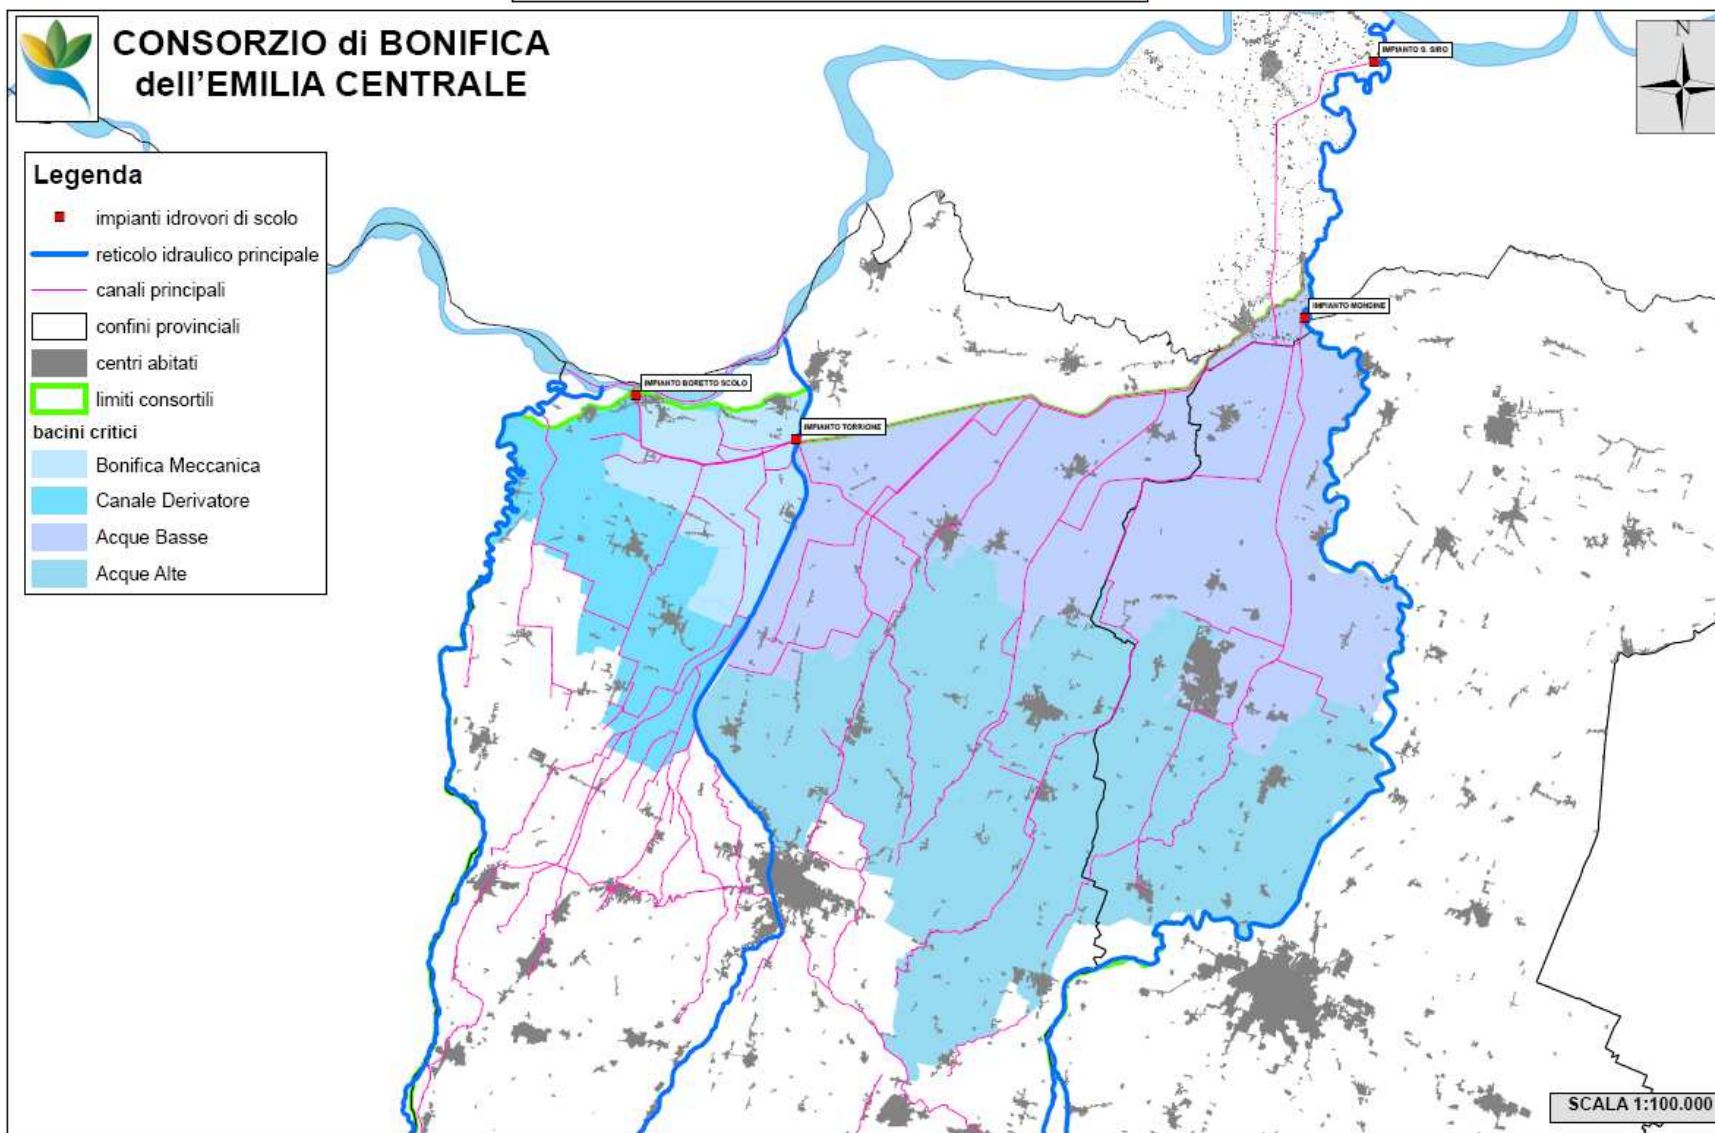 CONSORZIO di BONIFICA
dell'EMILIA CENTRALE
N
IMPIANTO S. SIRO
Legenda
impianti idrovori di scolo
reticolo idraulico principale
canali principali
confini provinciali
centri abitati
limiti consortili
bacini critici
Bonifica Meccanica
Canale Derivatore
Acque Basse
Acque Alte
IMPIANTO MONDINE
IMPIANTO BORETTO SCOLO
IMPIANTO TORRIONE
SCALA 1:100.000